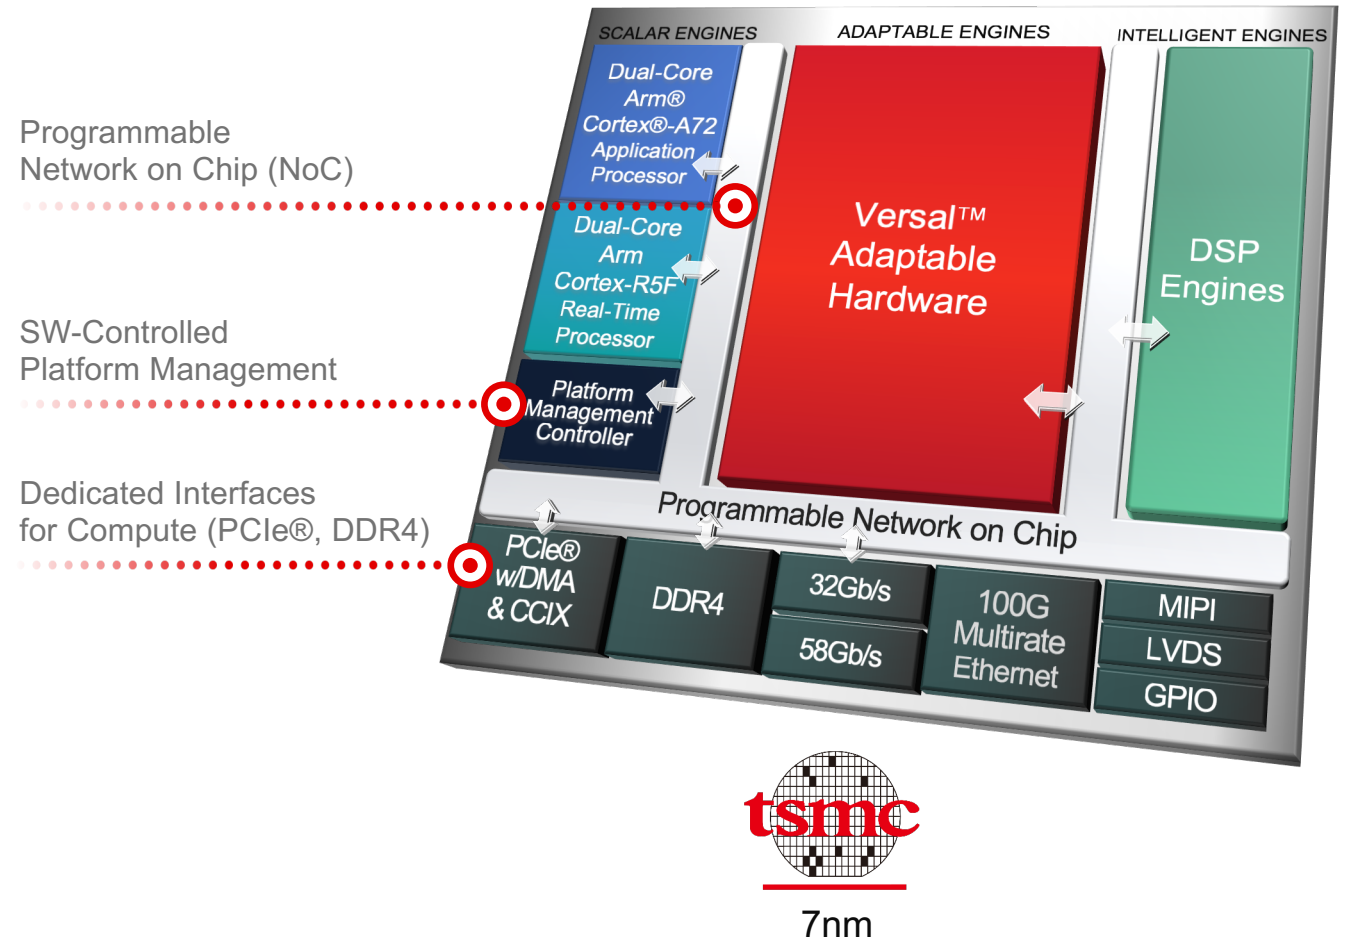 SCALAR ENGINES
ADAPTABLE ENGINES
INTELLIGENT ENGINES
Programmable
Network on Chip (NoC)
SW-Controlled
Platform Management
Dedicated Interfaces
for Compute (PCIe®, DDR4)
Dual-Core
Arm®
Cortex®-A72
Application
Processor
Dual-Core
Arm
Cortex-R5F
Real-Time
Processor
Platform
Management
Controller
Versal™
Adaptable
Hardware
DSP
Engines
Programmable Network on Chip
PCIe®
w/DMA
& CCIX
DDR4
32Gb/s
58Gb/s
100G
Multirate
Ethernet
MIPI
LVDS
GPIO
tsmc
7nm